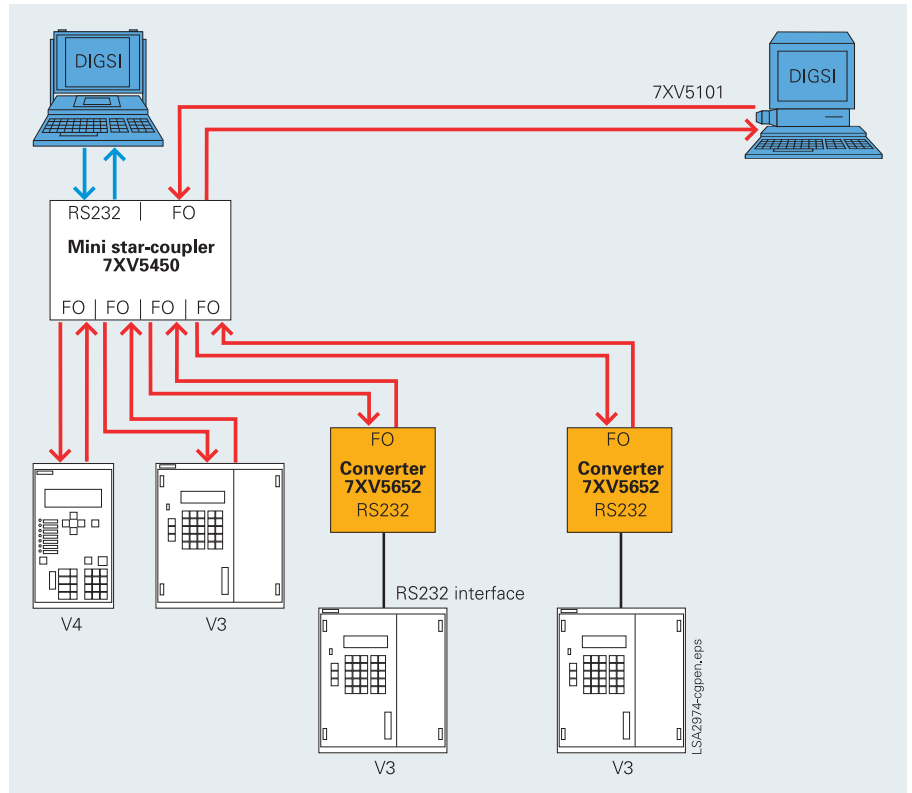 DIGSI
DIGSI
7XV5101
RS232 | FO
Mini star-coupler
7XV5450
FO | FO | FO | FO
FO
Converter
7XV5652
RS232
FO
Converter
7XV5652
RS232
RS232 interface
V4
V3
V3
V3
LSA2974-cgpen.eps